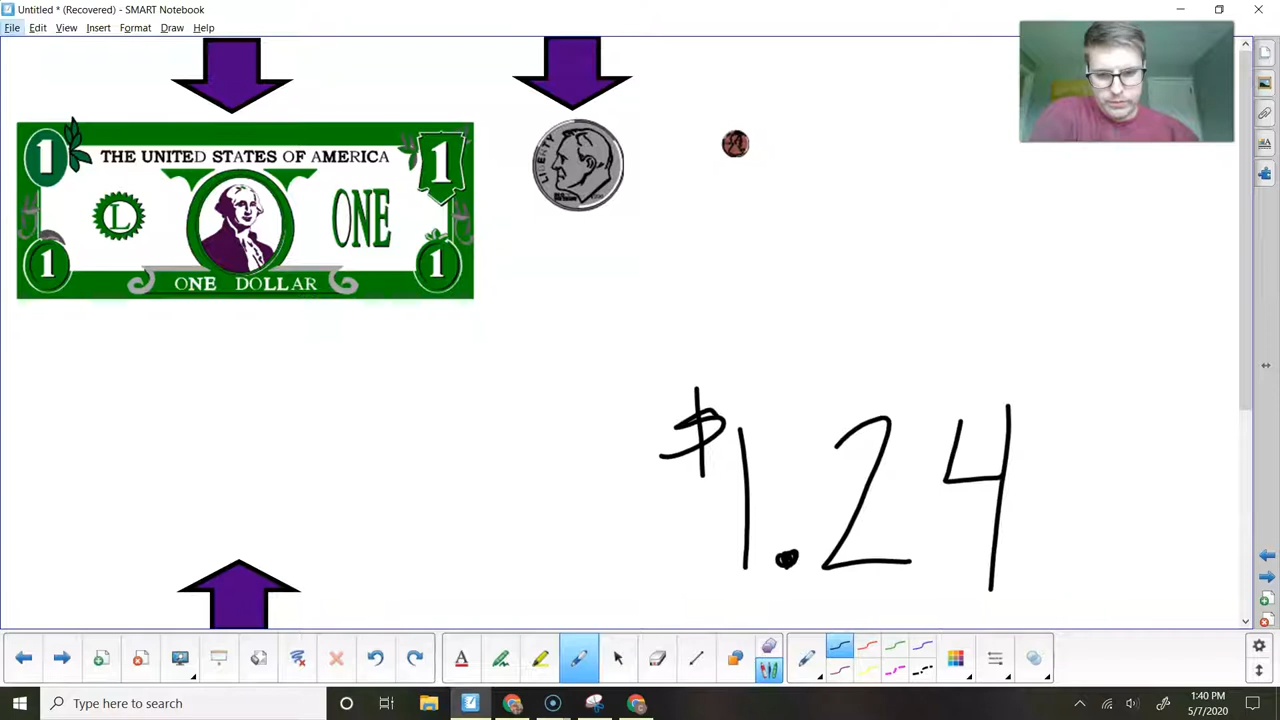 Untitled * (Recovered) - SMART Notebook
File Edit View Insert Format Draw Help
1 THE UNITED STATES OF AMERICA 1
L ONE
1 ONE DOLLAR 1
LIBERTY
$1.24
Type here to search
1:40 PM
5/7/2020